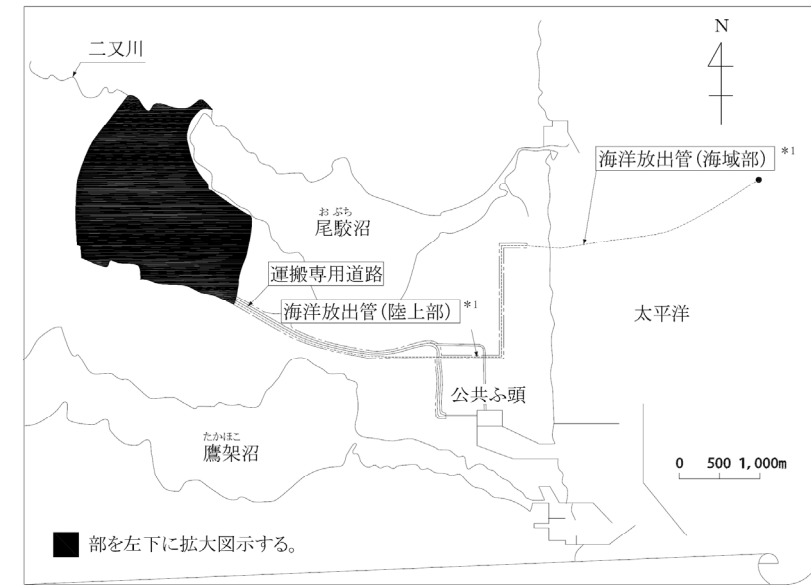 二又川
N
海洋放出管(海域部) *1
おぶち
尾駮沼
運搬専用道路
海洋放出管(陸上部) *1
太平洋
公共ふ頭
たかほこ
鷹架沼
0 500 1,000m
部を左下に拡大図示する。